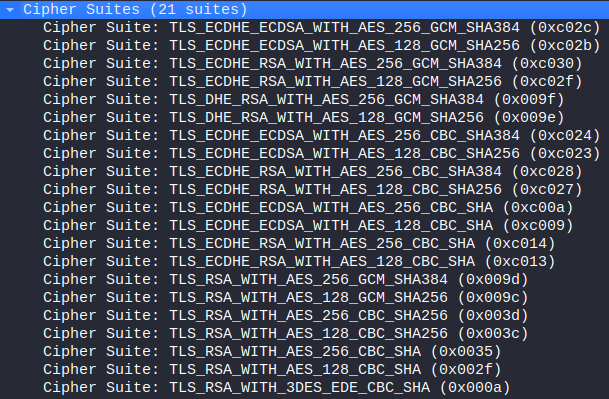 Cipher Suites (21 suites)
Cipher Suite: TLS_ECDHE_ECDSA_WITH_AES_256_GCM_SHA384 (0xc02c)
Cipher Suite: TLS_ECDHE_ECDSA_WITH_AES_128_GCM_SHA256 (0xc02b)
Cipher Suite: TLS_ECDHE_RSA_WITH_AES_256_GCM_SHA384 (0xc030)
Cipher Suite: TLS_ECDHE_RSA_WITH_AES_128_GCM_SHA256 (0xc02f)
Cipher Suite: TLS_DHE_RSA_WITH_AES_256_GCM_SHA384 (0x009f)
Cipher Suite: TLS_DHE_RSA_WITH_AES_128_GCM_SHA256 (0x009e)
Cipher Suite: TLS_ECDHE_ECDSA_WITH_AES_256_CBC_SHA384 (0xc024)
Cipher Suite: TLS_ECDHE_ECDSA_WITH_AES_128_CBC_SHA256 (0xc023)
Cipher Suite: TLS_ECDHE_RSA_WITH_AES_256_CBC_SHA384 (0xc028)
Cipher Suite: TLS_ECDHE_RSA_WITH_AES_128_CBC_SHA256 (0xc027)
Cipher Suite: TLS_ECDHE_ECDSA_WITH_AES_256_CBC_SHA (0xc00a)
Cipher Suite: TLS_ECDHE_ECDSA_WITH_AES_128_CBC_SHA (0xc009)
Cipher Suite: TLS_ECDHE_RSA_WITH_AES_256_CBC_SHA (0xc014)
Cipher Suite: TLS_ECDHE_RSA_WITH_AES_128_CBC_SHA (0xc013)
Cipher Suite: TLS_RSA_WITH_AES_256_GCM_SHA384 (0x009d)
Cipher Suite: TLS_RSA_WITH_AES_128_GCM_SHA256 (0x009c)
Cipher Suite: TLS_RSA_WITH_AES_256_CBC_SHA256 (0x003d)
Cipher Suite: TLS_RSA_WITH_AES_128_CBC_SHA256 (0x003c)
Cipher Suite: TLS_RSA_WITH_AES_256_CBC_SHA (0x0035)
Cipher Suite: TLS_RSA_WITH_AES_128_CBC_SHA (0x002f)
Cipher Suite: TLS_RSA_WITH_3DES_EDE_CBC_SHA (0x000a)